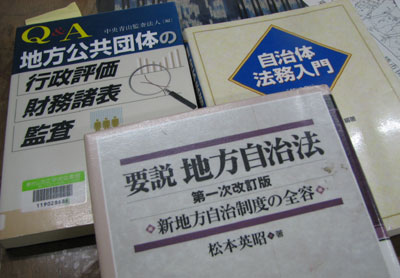 Q&A
中央青山監査法人 [編]
地方公共団体の
行政評価
財務諸表
監査
自治体
法務入門
要説 地方自治法
第一次改訂版
新地方自治制度の全容
松本英昭 著